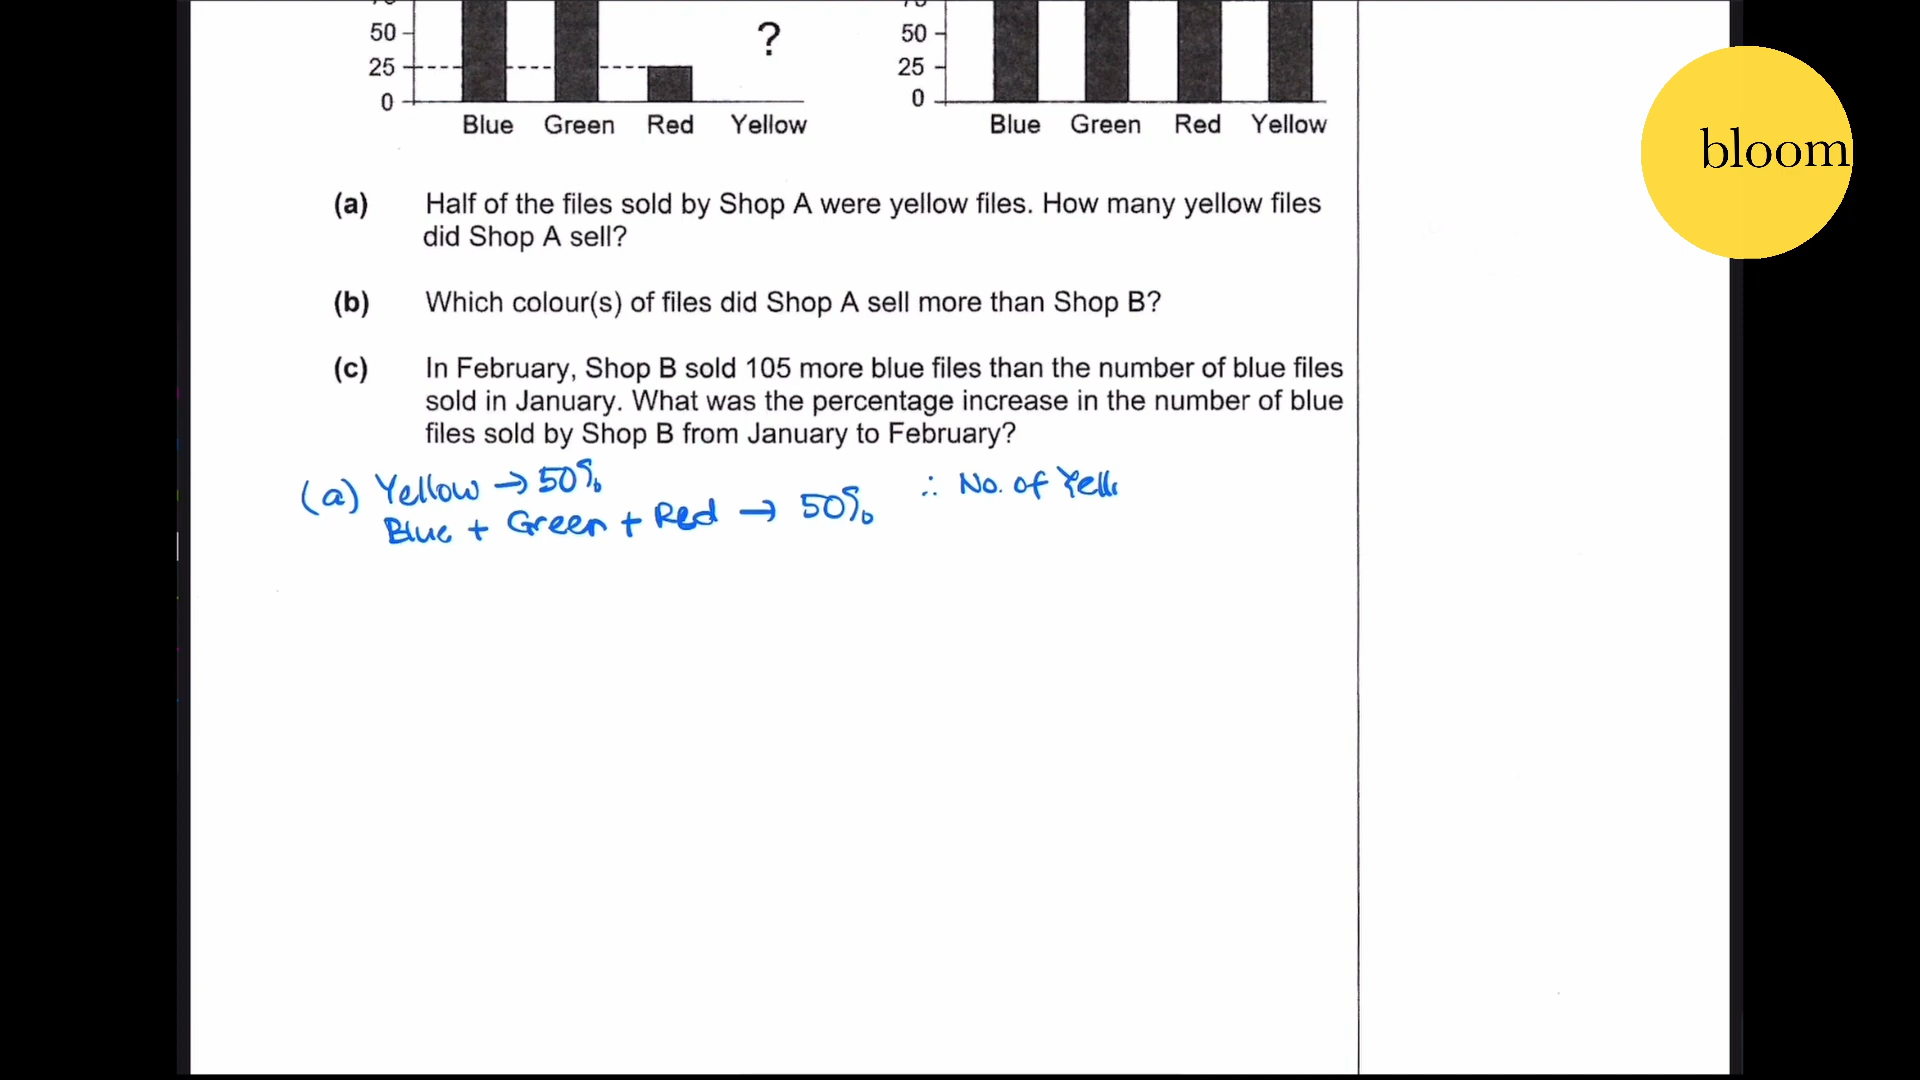 50 ? 50
25 25
0 0
Blue Green Red Yellow Blue Green Red Yellow
bloom
(a) Half of the files sold by Shop A were yellow files. How many yellow files
did Shop A sell?
(b) Which colour(s) of files did Shop A sell more than Shop B?
(c) In February, Shop B sold 105 more blue files than the number of blue files
sold in January. What was the percentage increase in the number of blue
files sold by Shop B from January to February?
(a) Yellow → 50% ∴ No. of Yell
Blue + Green + Red → 50%